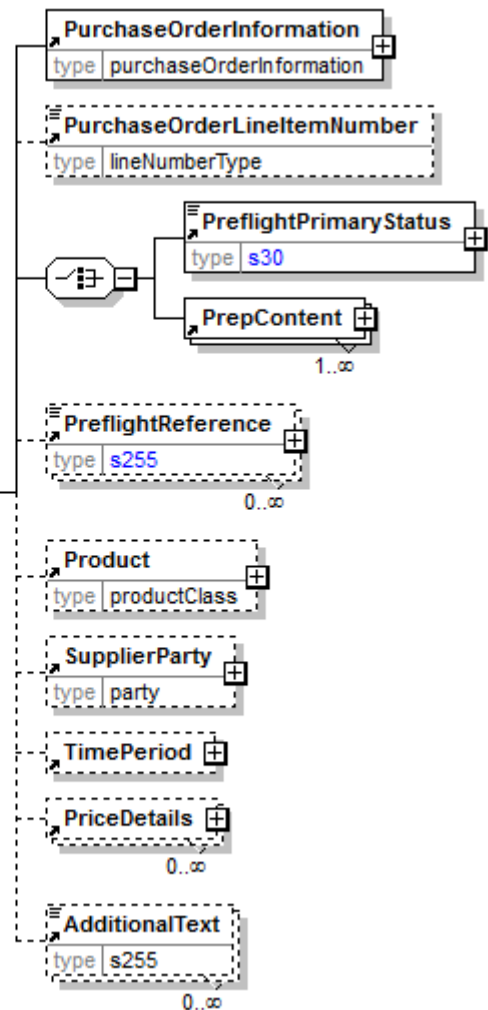 PurchaseOrderInformation
type purchaseOrderInformation
PurchaseOrderLineItemNumber
type lineNumberType
PreflightPrimaryStatus
type s30
PrepContent
1..∞
PreflightReference
type s255
0..∞
Product
type productClass
SupplierParty
type party
TimePeriod
PriceDetails
0..∞
AdditionalText
type s255
0..∞